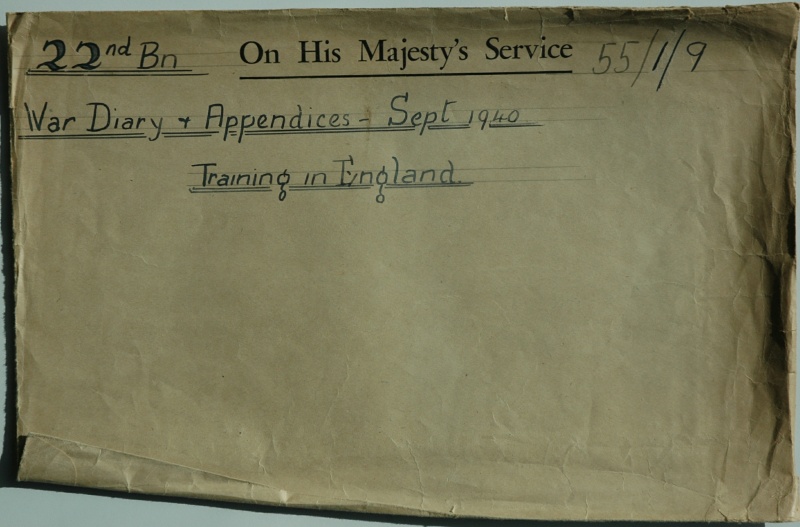 22nd Bn On His Majesty's Service 55/1/9
War Diary + Appendices - Sept 1940
Training in England.